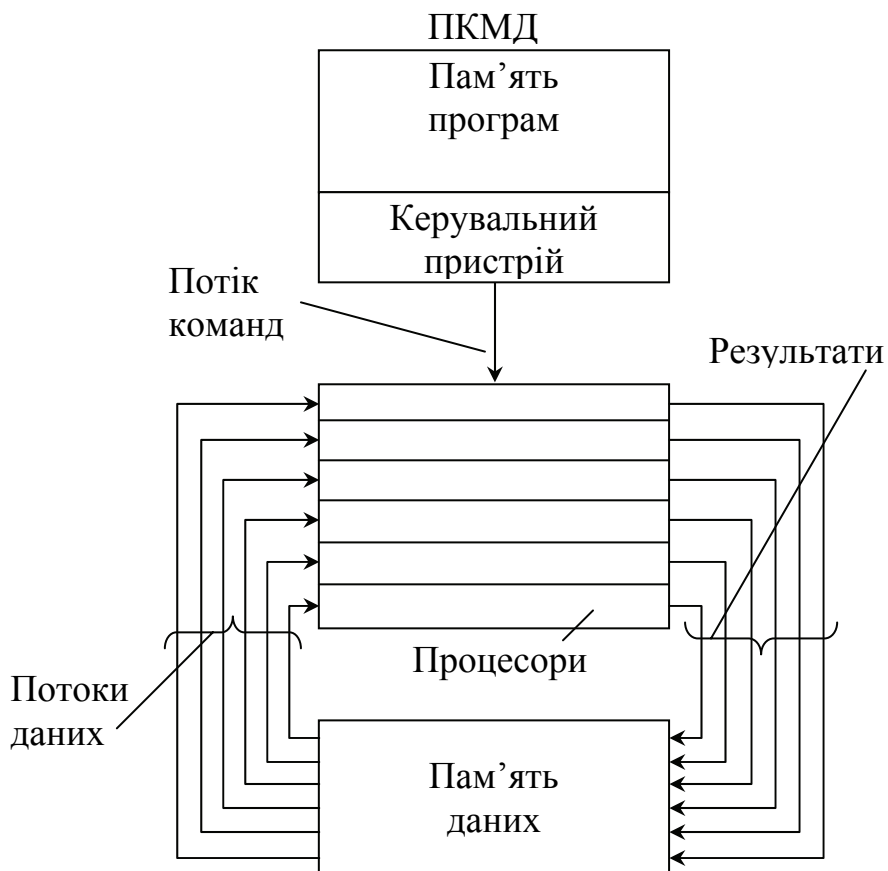 ПКМД
Пам’ять
програм
Керувальний
пристрій
Потік
команд
Результати
Процесори
Потоки
даних
Пам’ять
даних